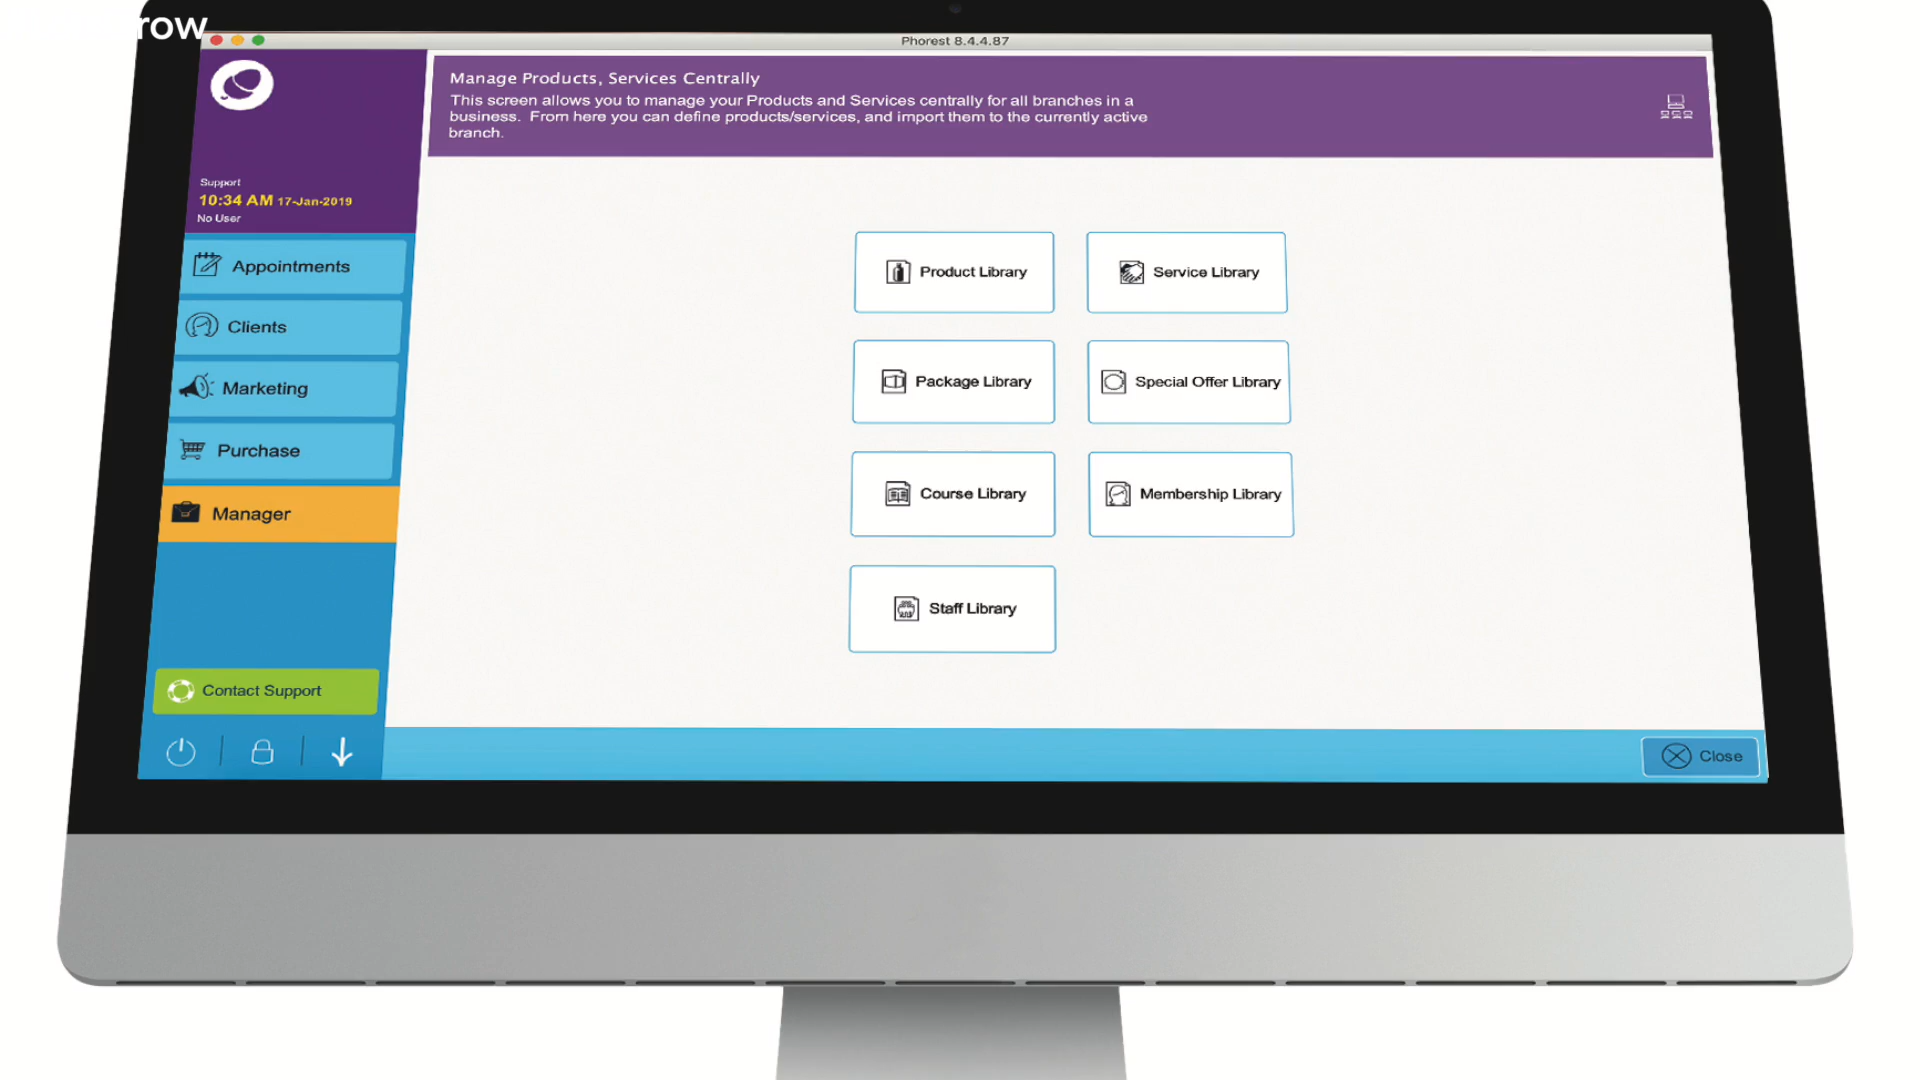 row
Phorest 8.4.4.87
Manage Products, Services Centrally
This screen allows you to manage your Products and Services centrally for all branches in a
business.  From here you can define products/services, and import them to the currently active
branch.
Support
10:34 AM 17-Jan-2019
No User
Appointments
Clients
Marketing
Purchase
Manager
Contact Support
Product Library
Service Library
Package Library
Special Offer Library
Course Library
Membership Library
Staff Library
Close